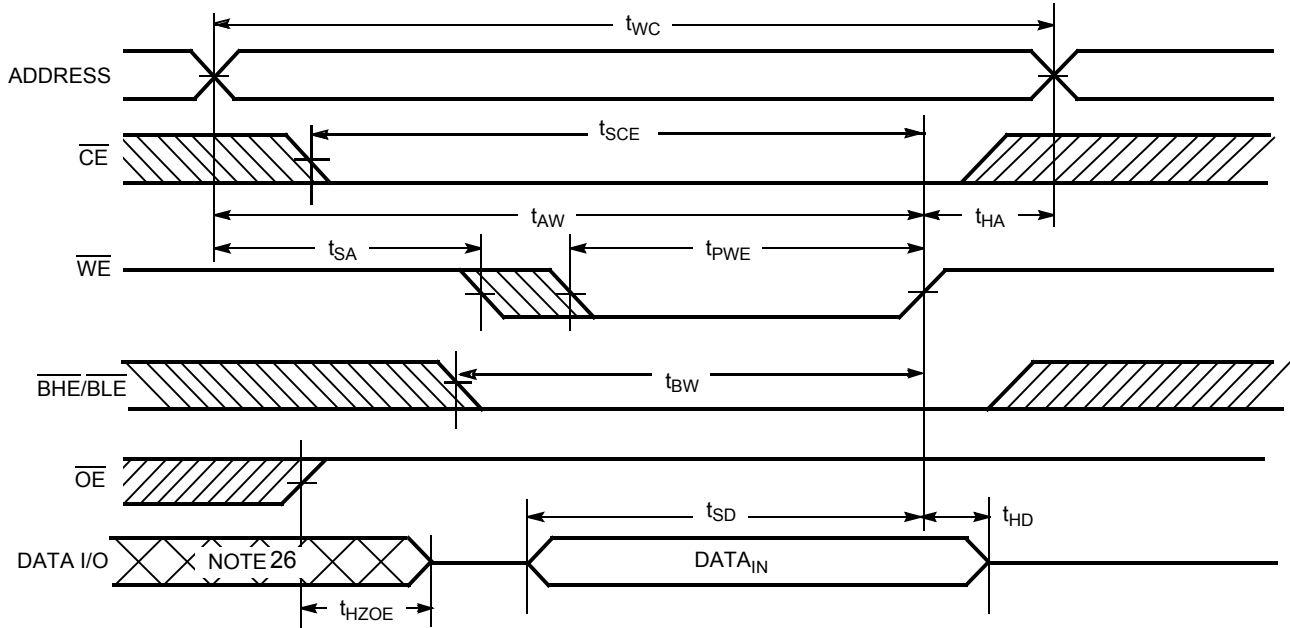 tWC
ADDRESS
tSCE
CE
tAW
tHA
tSA
tPWE
WE
BHE/BLE
tBW
OE
tSD
tHD
DATA I/O
NOTE 26
DATAIN
tHZOE